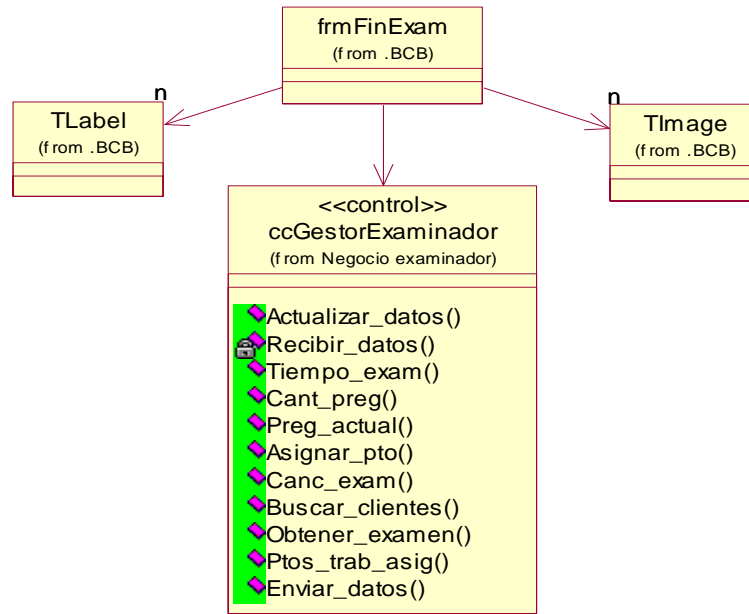 frmFinExam
(from .BCB)
n
n
TLabel
(from .BCB)
TImage
(from .BCB)
<<control>>
ccGestorExaminador
(from Negocio examinador)
Actualizar_datos()
Recibir_datos()
Tiempo_exam()
Cant_preg()
Preg_actual()
Asignar_pto()
Canc_exam()
Buscar_clientes()
Obtener_examen()
Ptos_trab_asig()
Enviar_datos()